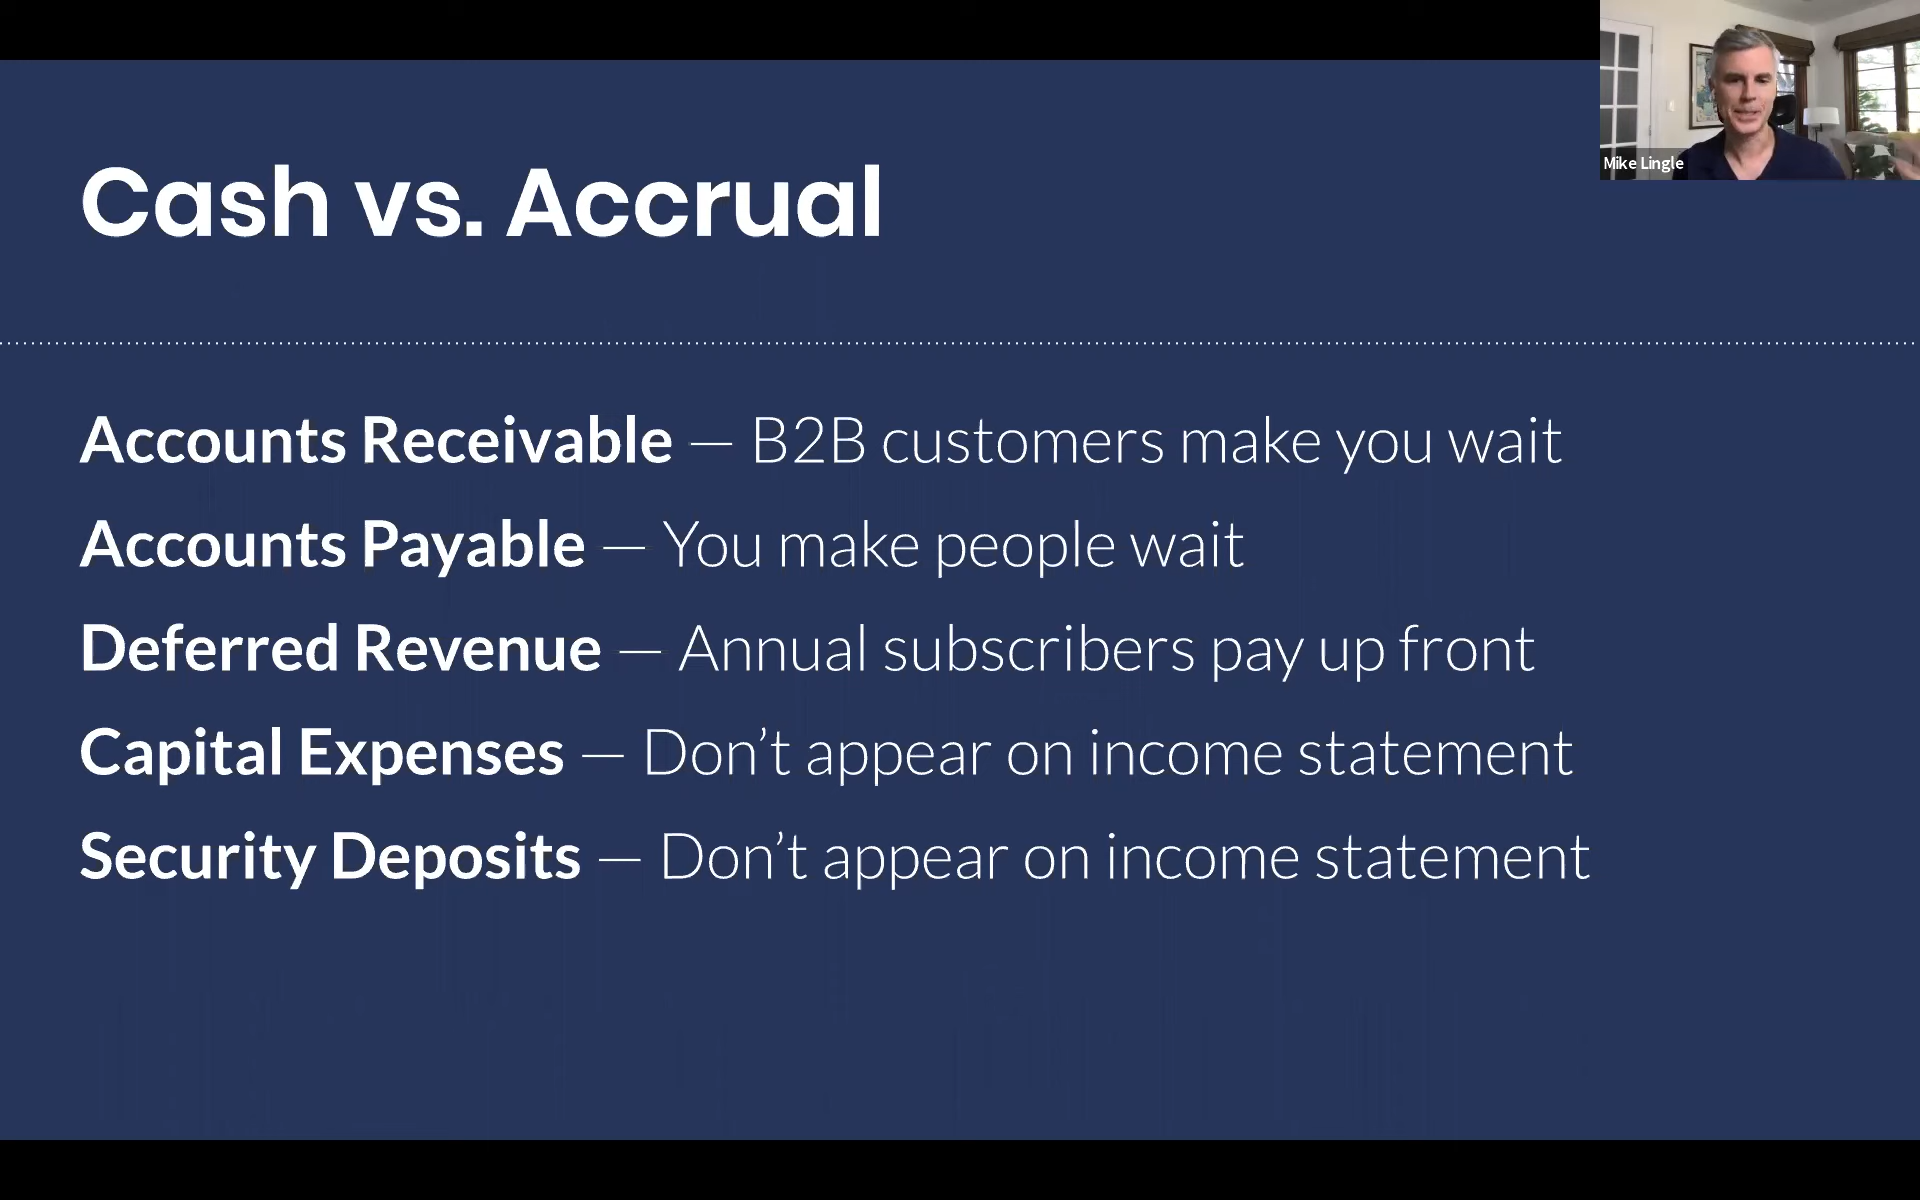 Cash vs. Accrual
Mike Lingle
Accounts Receivable — B2B customers make you wait
Accounts Payable — You make people wait
Deferred Revenue — Annual subscribers pay up front
Capital Expenses — Don’t appear on income statement
Security Deposits — Don’t appear on income statement